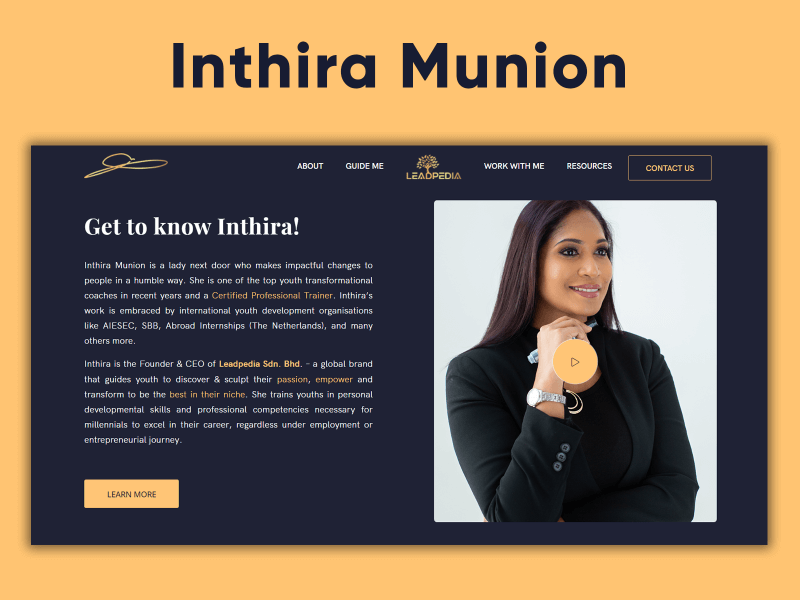 Inthira Munion
ABOUT
GUIDE ME
LEADPEDIA
WORK WITH ME
RESOURCES
CONTACT US
Get to know Inthira!
Inthira Munion is a lady next door who makes impactful changes to
people in a humble way. She is one of the top youth transformational
coaches in recent years and a Certified Professional Trainer. Inthira's
work is embraced by international youth development organisations
like AIESEC, SBB, Abroad Internships (The Netherlands), and many
others more.
Inthira is the Founder & CEO of Leadpedia Sdn. Bhd. – a global brand
that guides youth to discover & sculpt their passion, empower and
transform to be the best in their niche. She trains youths in personal
developmental skills and professional competencies necessary for
millennials to excel in their career, regardless under employment or
entrepreneurial journey.
LEARN MORE